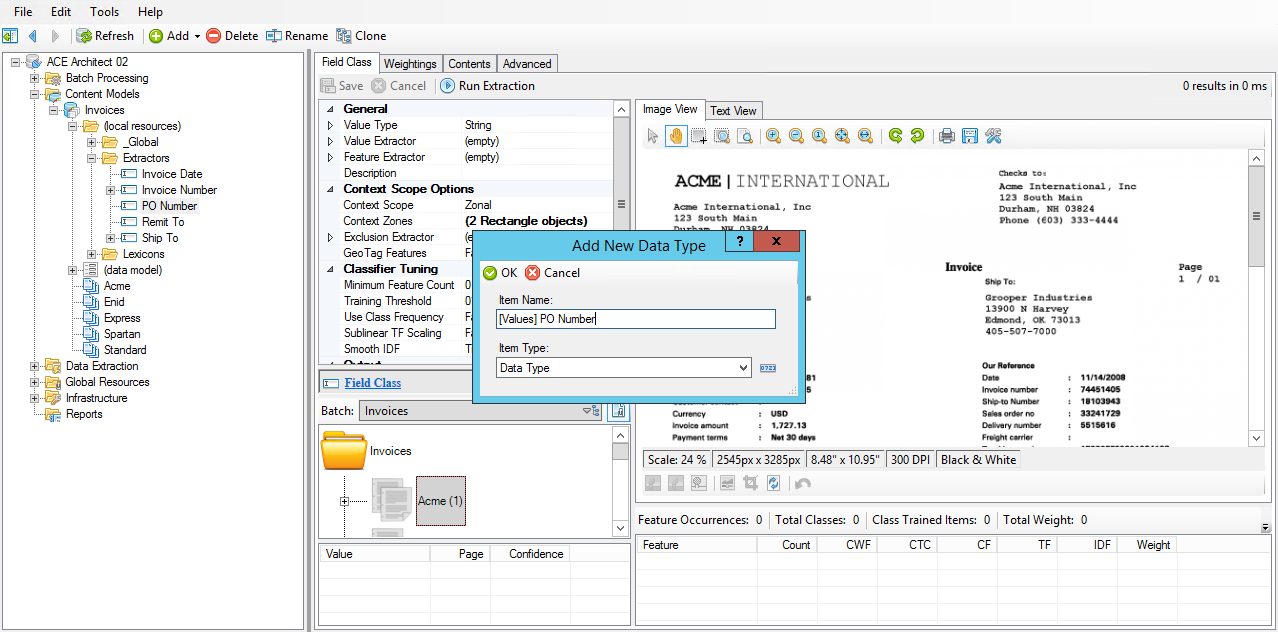 File Edit Tools Help
Refresh Add Delete Rename Clone
ACE Architect 02
Batch Processing
Content Models
Invoices
(local resources)
_Global
Extractors
Invoice Date
Invoice Number
PO Number
Remit To
Ship To
Lexicons
(data model)
Acme
Enid
Express
Spartan
Standard
Data Extraction
Global Resources
Infrastructure
Reports
Field Class Weightings Contents Advanced
Save Cancel Run Extraction
0 results in 0 ms
General
Value Type String
Value Extractor (empty)
Feature Extractor (empty)
Description
Context Scope Options
Context Scope Zonal
Context Zones (2 Rectangle objects)
Exclusion Extractor
GeoTag Features
Classifier Tuning
Minimum Feature Count
Training Threshold
Use Class Frequency
Sublinear TF Scaling
Smooth IDF
Output
Field Class
Batch: Invoices
Invoices
Acme (1)
Value Page Confidence
Add New Data Type ? X
OK Cancel
Item Name:
[Values] PO Number
Item Type:
Data Type
0723
Image View Text View
ACME | INTERNATIONAL
Acme International, Inc
123 South Main
Durham, NH 03824
Checks to:
Acme International, Inc
123 South Main
Durham, NH 03824
Phone (603) 333-4444
Invoice
Page
1 / 01
Ship To:
Grooper Industries
13900 N Harvey
Edmond, OK 73013
405-507-7000
Our Reference
Date : 11/14/2008
Invoice number : 74451405
Ship-to Number : 18103943
Sales order no : 33241729
Delivery number : 5515616
Freight carrier :
Currency : USD
Invoice amount : 1,727.13
Payment terms : Net 30 days
Scale: 24 % 2545px x 3285px 8.48" x 10.95" 300 DPI Black & White
Feature Occurrences: 0 Total Classes: 0 Class Trained Items: 0 Total Weight: 0
Feature Count CWF CTC CF TF IDF Weight